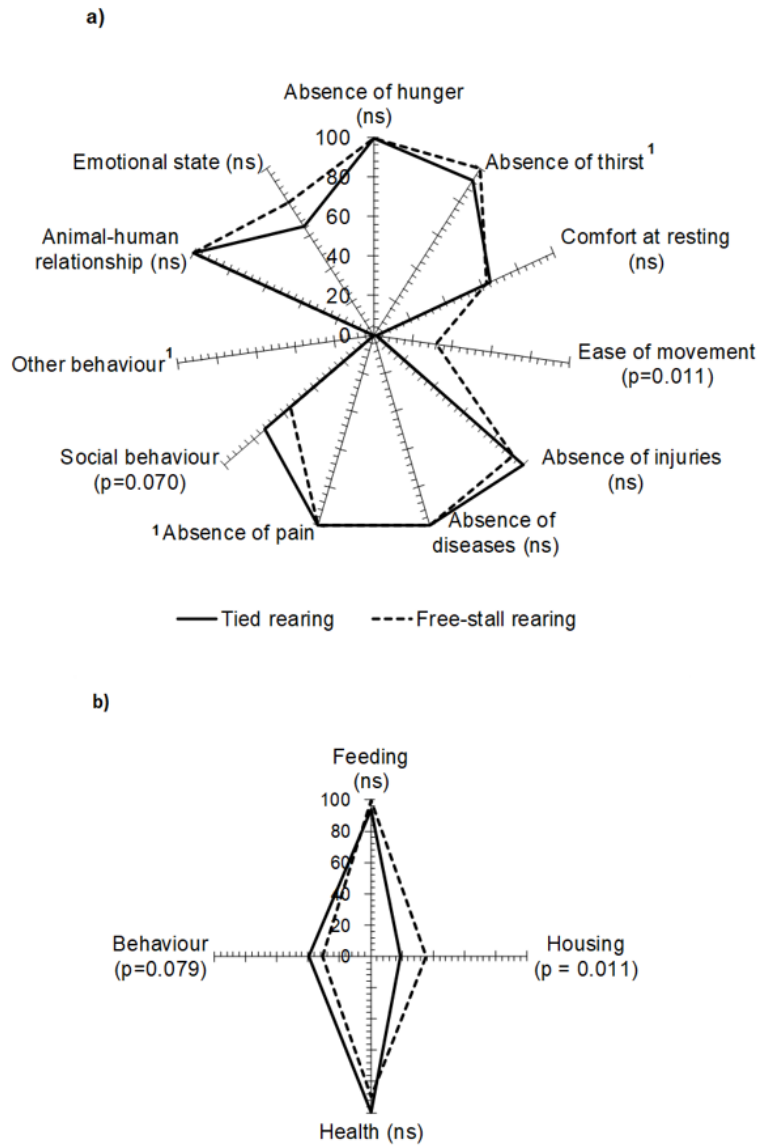 a)
Absence of hunger
(ns)
100
80
60
40
20
0
Absence of thirst¹
Comfort at resting
(ns)
Ease of movement
(p=0.011)
Absence of injuries
(ns)
Absence of
diseases (ns)
¹Absence of pain
Social behaviour
(p=0.070)
Other behaviour¹
Animal-human
relationship (ns)
Emotional state (ns)
Tied rearing
Free-stall rearing
b)
Feeding
(ns)
100
80
60
40
20
0
Housing
(p = 0.011)
Health (ns)
Behaviour
(p=0.079)